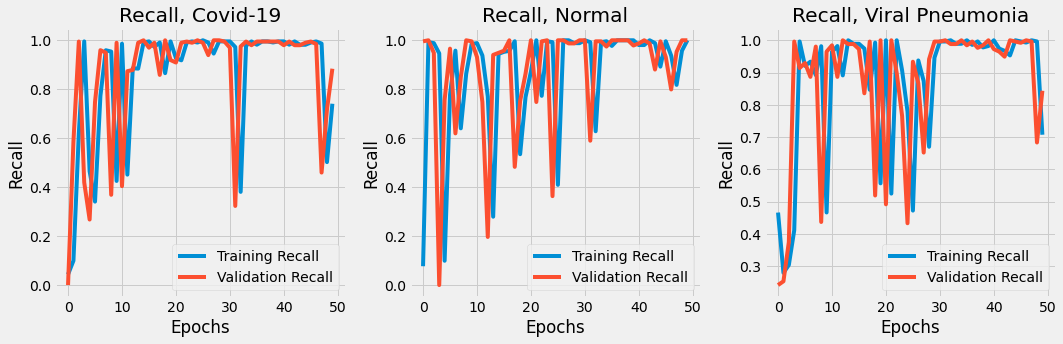 Recall, Covid-19
1.0
0.8
0.6
0.4
0.2
0.0
Recall
0 10 20 30 40 50
Epochs
Training Recall
Validation Recall
Recall, Normal
1.0
0.8
0.6
0.4
0.2
0.0
Recall
0 10 20 30 40 50
Epochs
Training Recall
Validation Recall
Recall, Viral Pneumonia
1.0
0.9
0.8
0.7
0.6
0.5
0.4
0.3
Recall
0 10 20 30 40 50
Epochs
Training Recall
Validation Recall